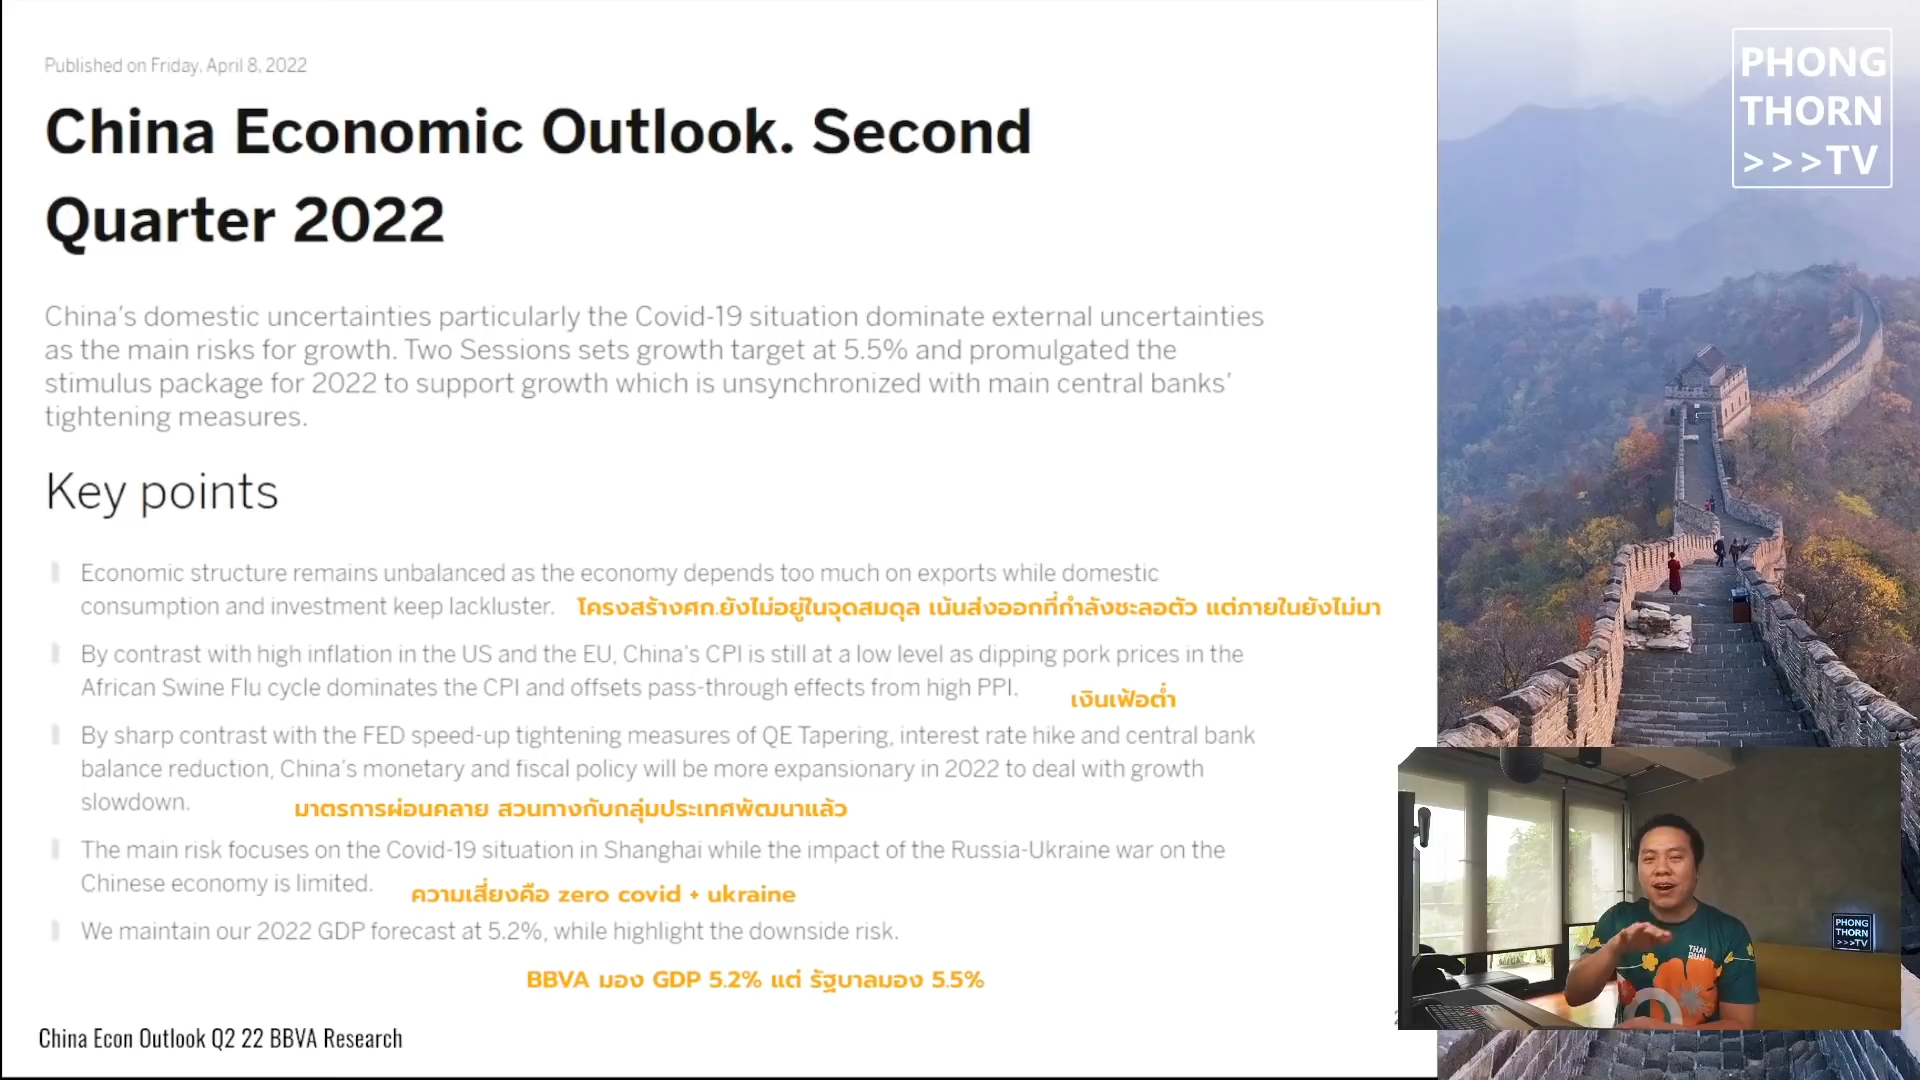 Published on Friday, April 8, 2022
China Economic Outlook. Second
Quarter 2022
China's domestic uncertainties particularly the Covid-19 situation dominate external uncertainties
as the main risks for growth. Two Sessions sets growth target at 5.5% and promulgated the
stimulus package for 2022 to support growth which is unsynchronized with main central banks'
tightening measures.
Key points
Economic structure remains unbalanced as the economy depends too much on exports while domestic
consumption and investment keep lackluster. โครงสร้างศก.ยังไม่อยู่ในจุดสมดุล เน้นส่งออกที่กำลังชะลอตัว แต่ภายในยังไม่มา
By contrast with high inflation in the US and the EU, China's CPI is still at a low level as dipping pork prices in the
African Swine Flu cycle dominates the CPI and offsets pass-through effects from high PPI.
เงินเฟ้อต่ำ
By sharp contrast with the FED speed-up tightening measures of QE Tapering, interest rate hike and central bank
balance reduction, China's monetary and fiscal policy will be more expansionary in 2022 to deal with growth
slowdown. มาตรการผ่อนคลาย สวนทางกับกลุ่มประเทศพัฒนาแล้ว
The main risk focuses on the Covid-19 situation in Shanghai while the impact of the Russia-Ukraine war on the
Chinese economy is limited. ความเสี่ยงคือ zero covid + ukraine
We maintain our 2022 GDP forecast at 5.2%, while highlight the downside risk.
BBVA มอง GDP 5.2% แต่ รัฐบาลมอง 5.5%
China Econ Outlook Q2 22 BBVA Research
PHONG
THORN
>>>TV
THAI
RUN
PHONG
THORN
>>>TV